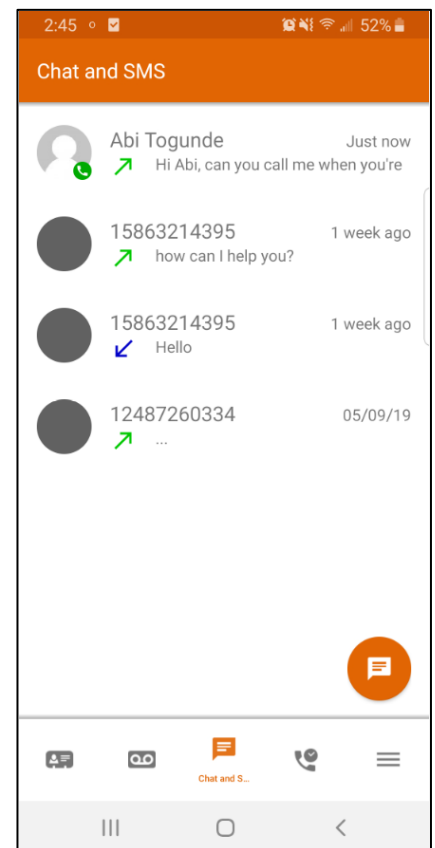 2:45 52%
Chat and SMS
Abi Togunde Just now
Hi Abi, can you call me when you're
15863214395 1 week ago
how can I help you?
15863214395 1 week ago
Hello
12487260334 05/09/19
...
Chat and S...